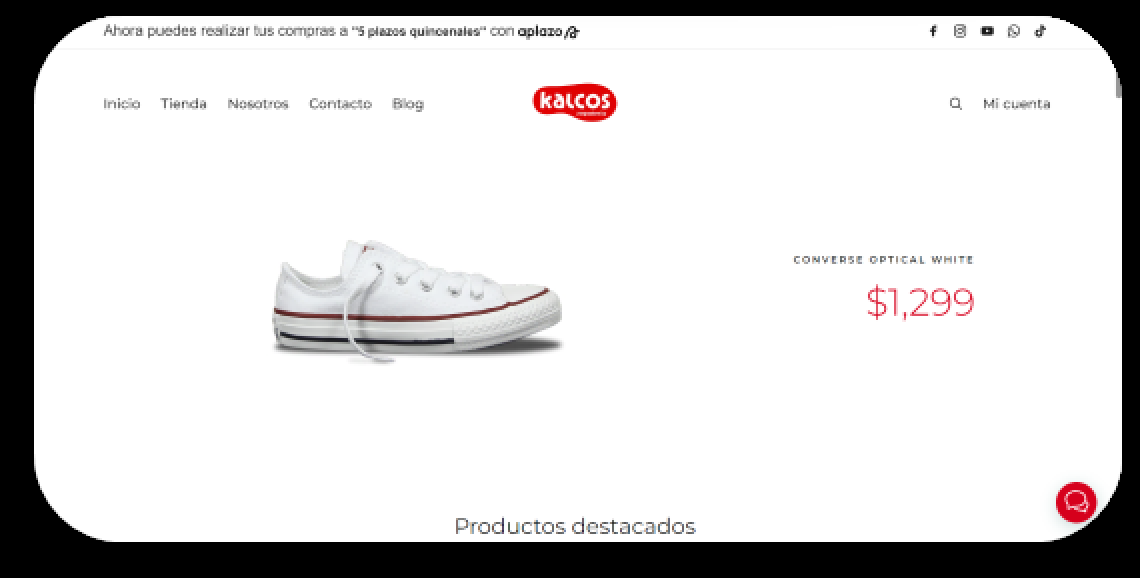 Ahora puedes realizar tus compras a "5 plazos quincenales" con aplazo
Inicio Tienda Nosotros Contacto Blog
kalcos
Mi cuenta
CONVERSE OPTICAL WHITE
$1,299
Productos destacados